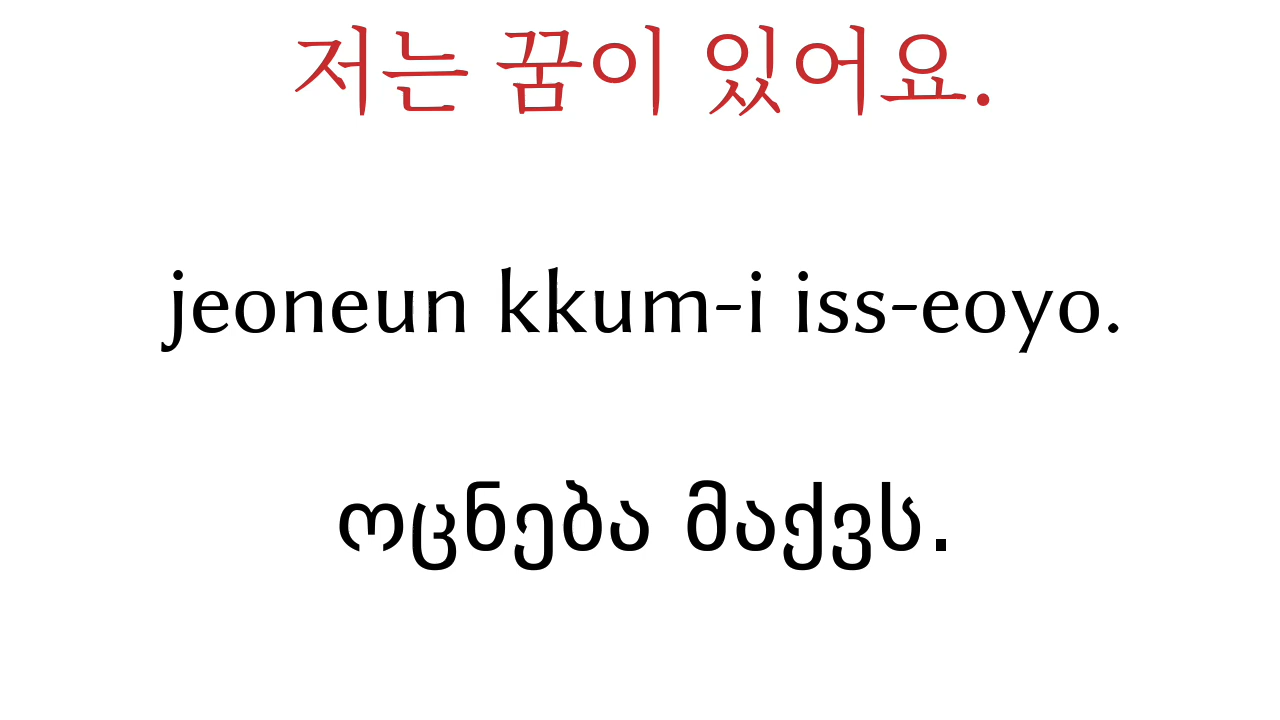 저는 꿈이 있어요.
jeoneun kkum-i iss-eoyo.
ოცნება მაქვს.